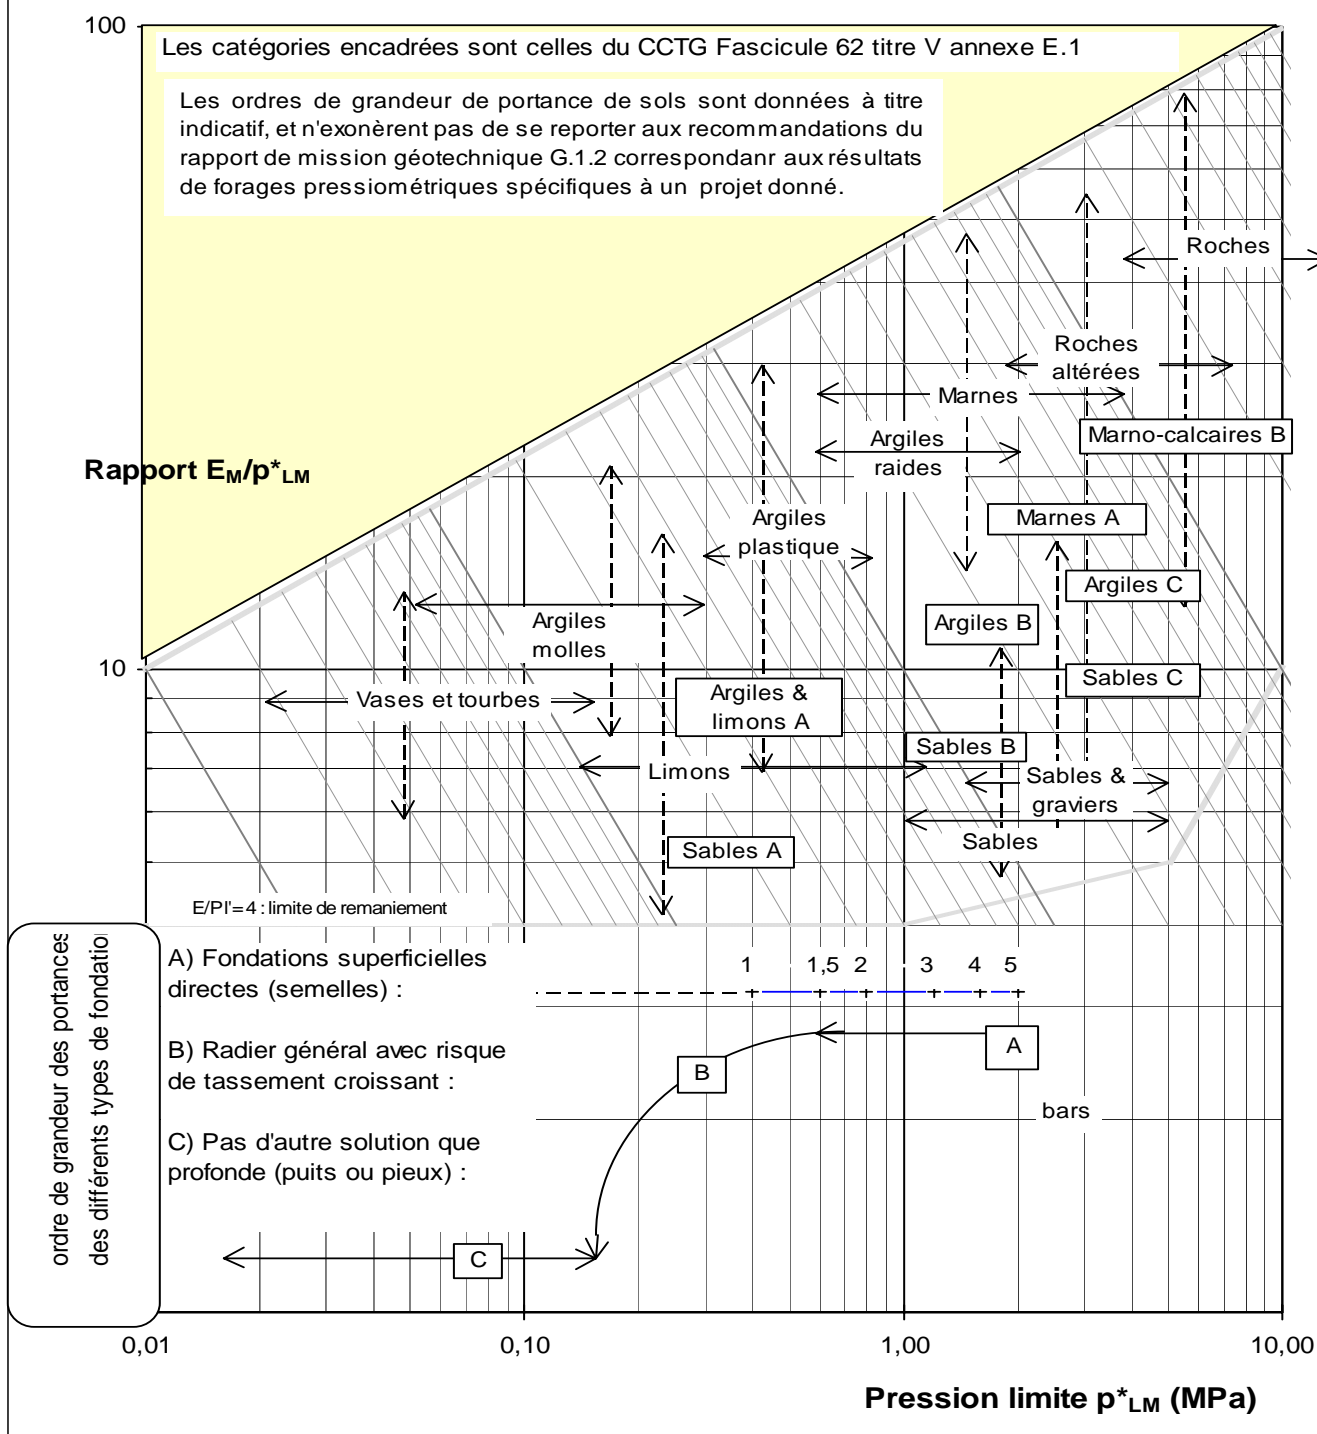 100
Les catégories encadrées sont celles du CCTG Fascicule 62 titre V annexe E.1
Les ordres de grandeur de portance de sols sont données à titre
indicatif, et n'exonèrent pas de se reporter aux recommandations du
rapport de mission géotechnique G.1.2 correspondanr aux résultats
de forages pressiométriques spécifiques à un projet donné.
Roches
Roches
altérées
Marnes
Marno-calcaires B
Argiles
raides
Rapport EM/p*LM
Argiles
plastique
Marnes A
Argiles C
Argiles B
Argiles
molles
10
Sables C
Vases et tourbes
Argiles &
limons A
Sables B
Limons
Sables &
graviers
Sables
Sables A
E/Pl'= 4 : limite de remaniement
ordre de grandeur des portances
des différents types de fondatio
A) Fondations superficielles
directes (semelles) :
1 1,5 2 3 4 5
B) Radier général avec risque
de tassement croissant :
A
B
bars
C) Pas d'autre solution que
profonde (puits ou pieux) :
C
0,01 0,10 1,00 10,00
Pression limite p*LM (MPa)